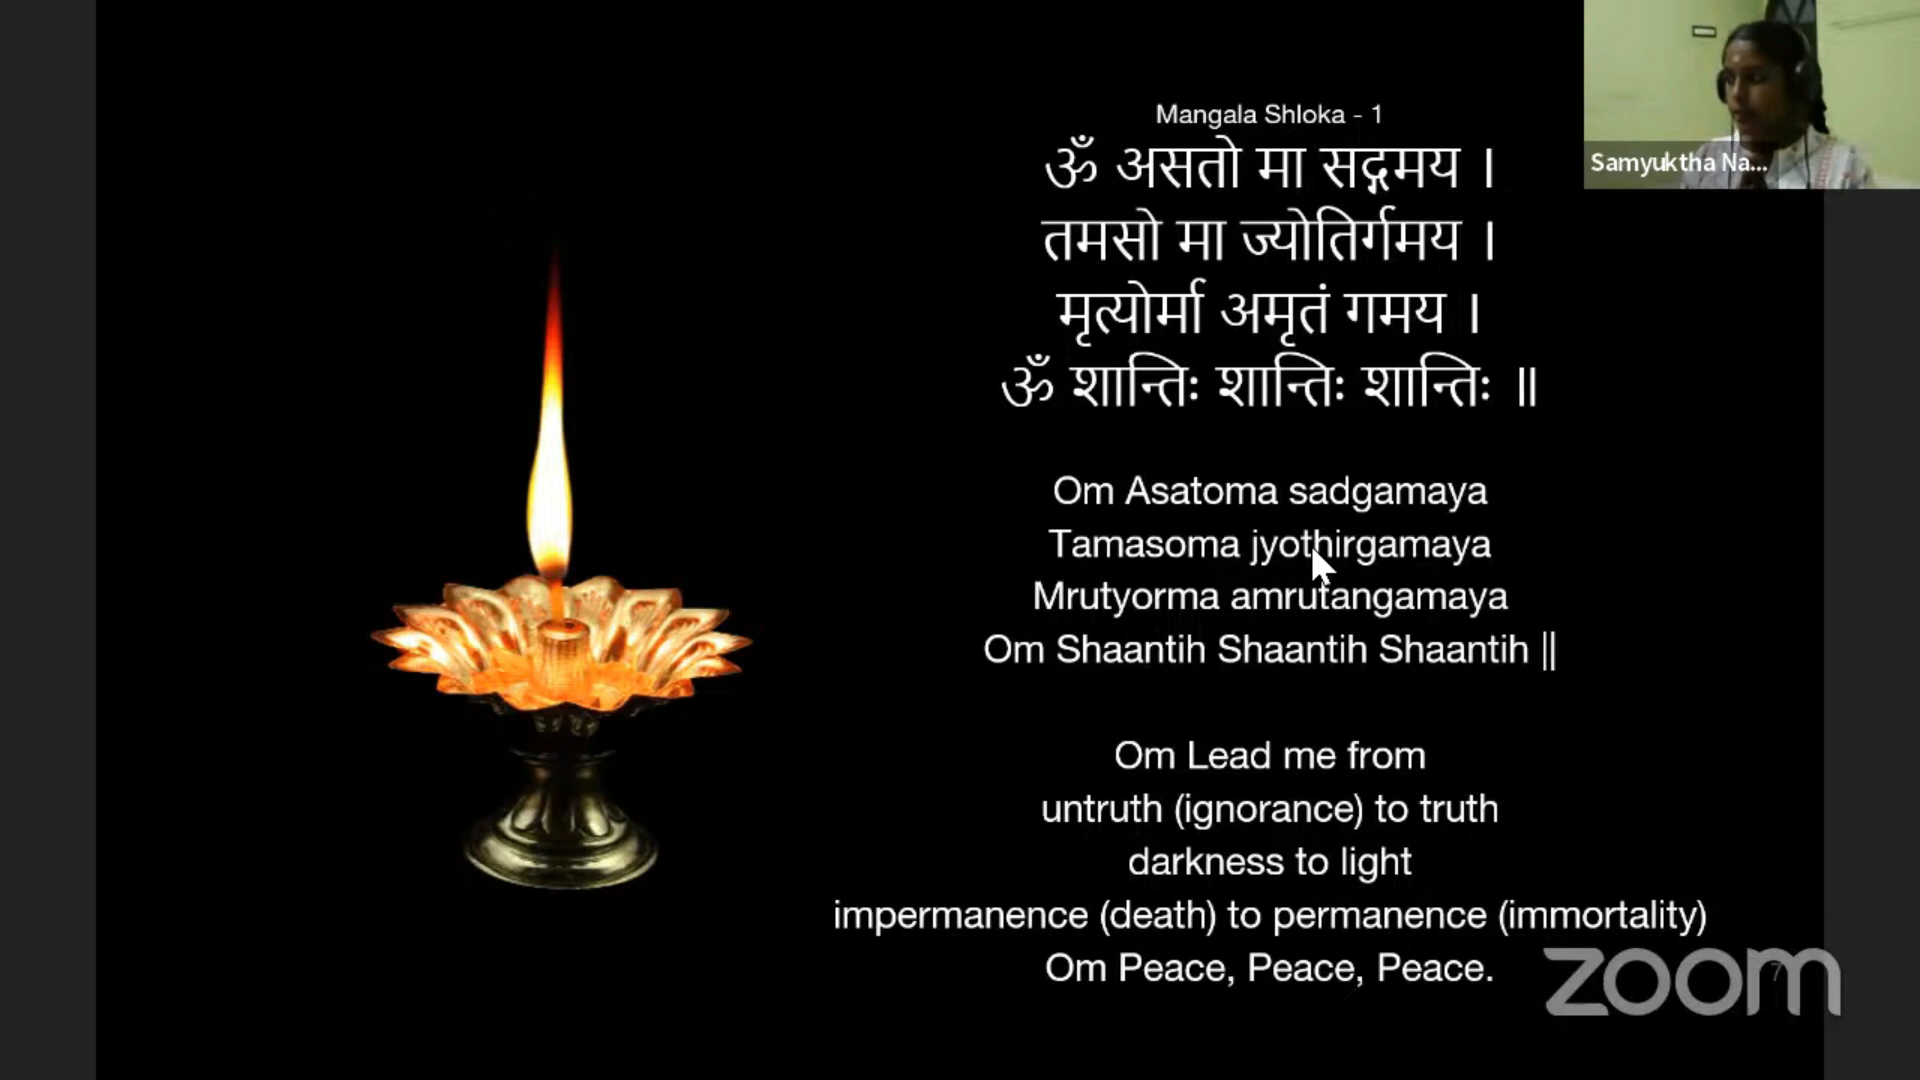 Mangala Shloka - 1
ॐ असतो मा सद्गमय ।
तमसो मा ज्योतिर्गमय ।
मृत्योर्मा अमृतं गमय ।
ॐ शान्तिः शान्तिः शान्तिः ॥
Om Asatoma sadgamaya
Tamasoma jyothirgamaya
Mrutyorma amrutangamaya
Om Shaantih Shaantih Shaantih ||
Om Lead me from
untruth (ignorance) to truth
darkness to light
impermanence (death) to permanence (immortality)
Om Peace, Peace, Peace.
Samyuktha Na...
zoom
7